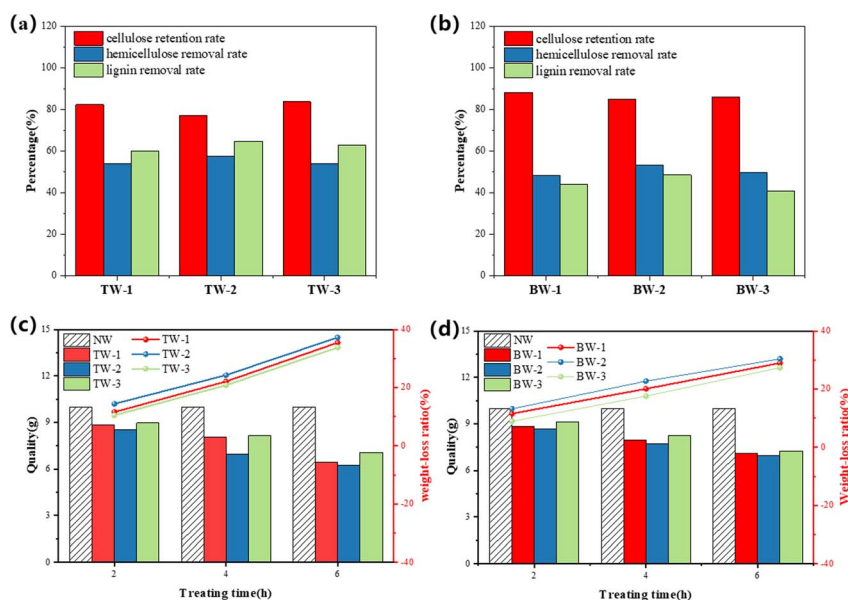 (a)
120
100
80
60
40
20
0
Percentage(%)
cellulose retention rate
hemicellulose removal rate
lignin removal rate
TW-1 TW-2 TW-3
(b)
120
100
80
60
40
20
0
Percentage(%)
cellulose retention rate
hemicellulose removal rate
lignin removal rate
BW-1 BW-2 BW-3
(c)
15
12
9
6
3
0
Quality(g)
NW TW-1
TW-1 TW-2
TW-2 TW-3
TW-3
40
20
0
-20
-40
weight-loss ratio(%)
2 4 6
Treating time(h)
(d)
15
12
9
6
3
0
Quality(g)
NW BW-1
BW-1 BW-2
BW-2 BW-3
BW-3
40
20
0
-20
-40
Weight-loss ratio(%)
2 4 6
Treating time(h)